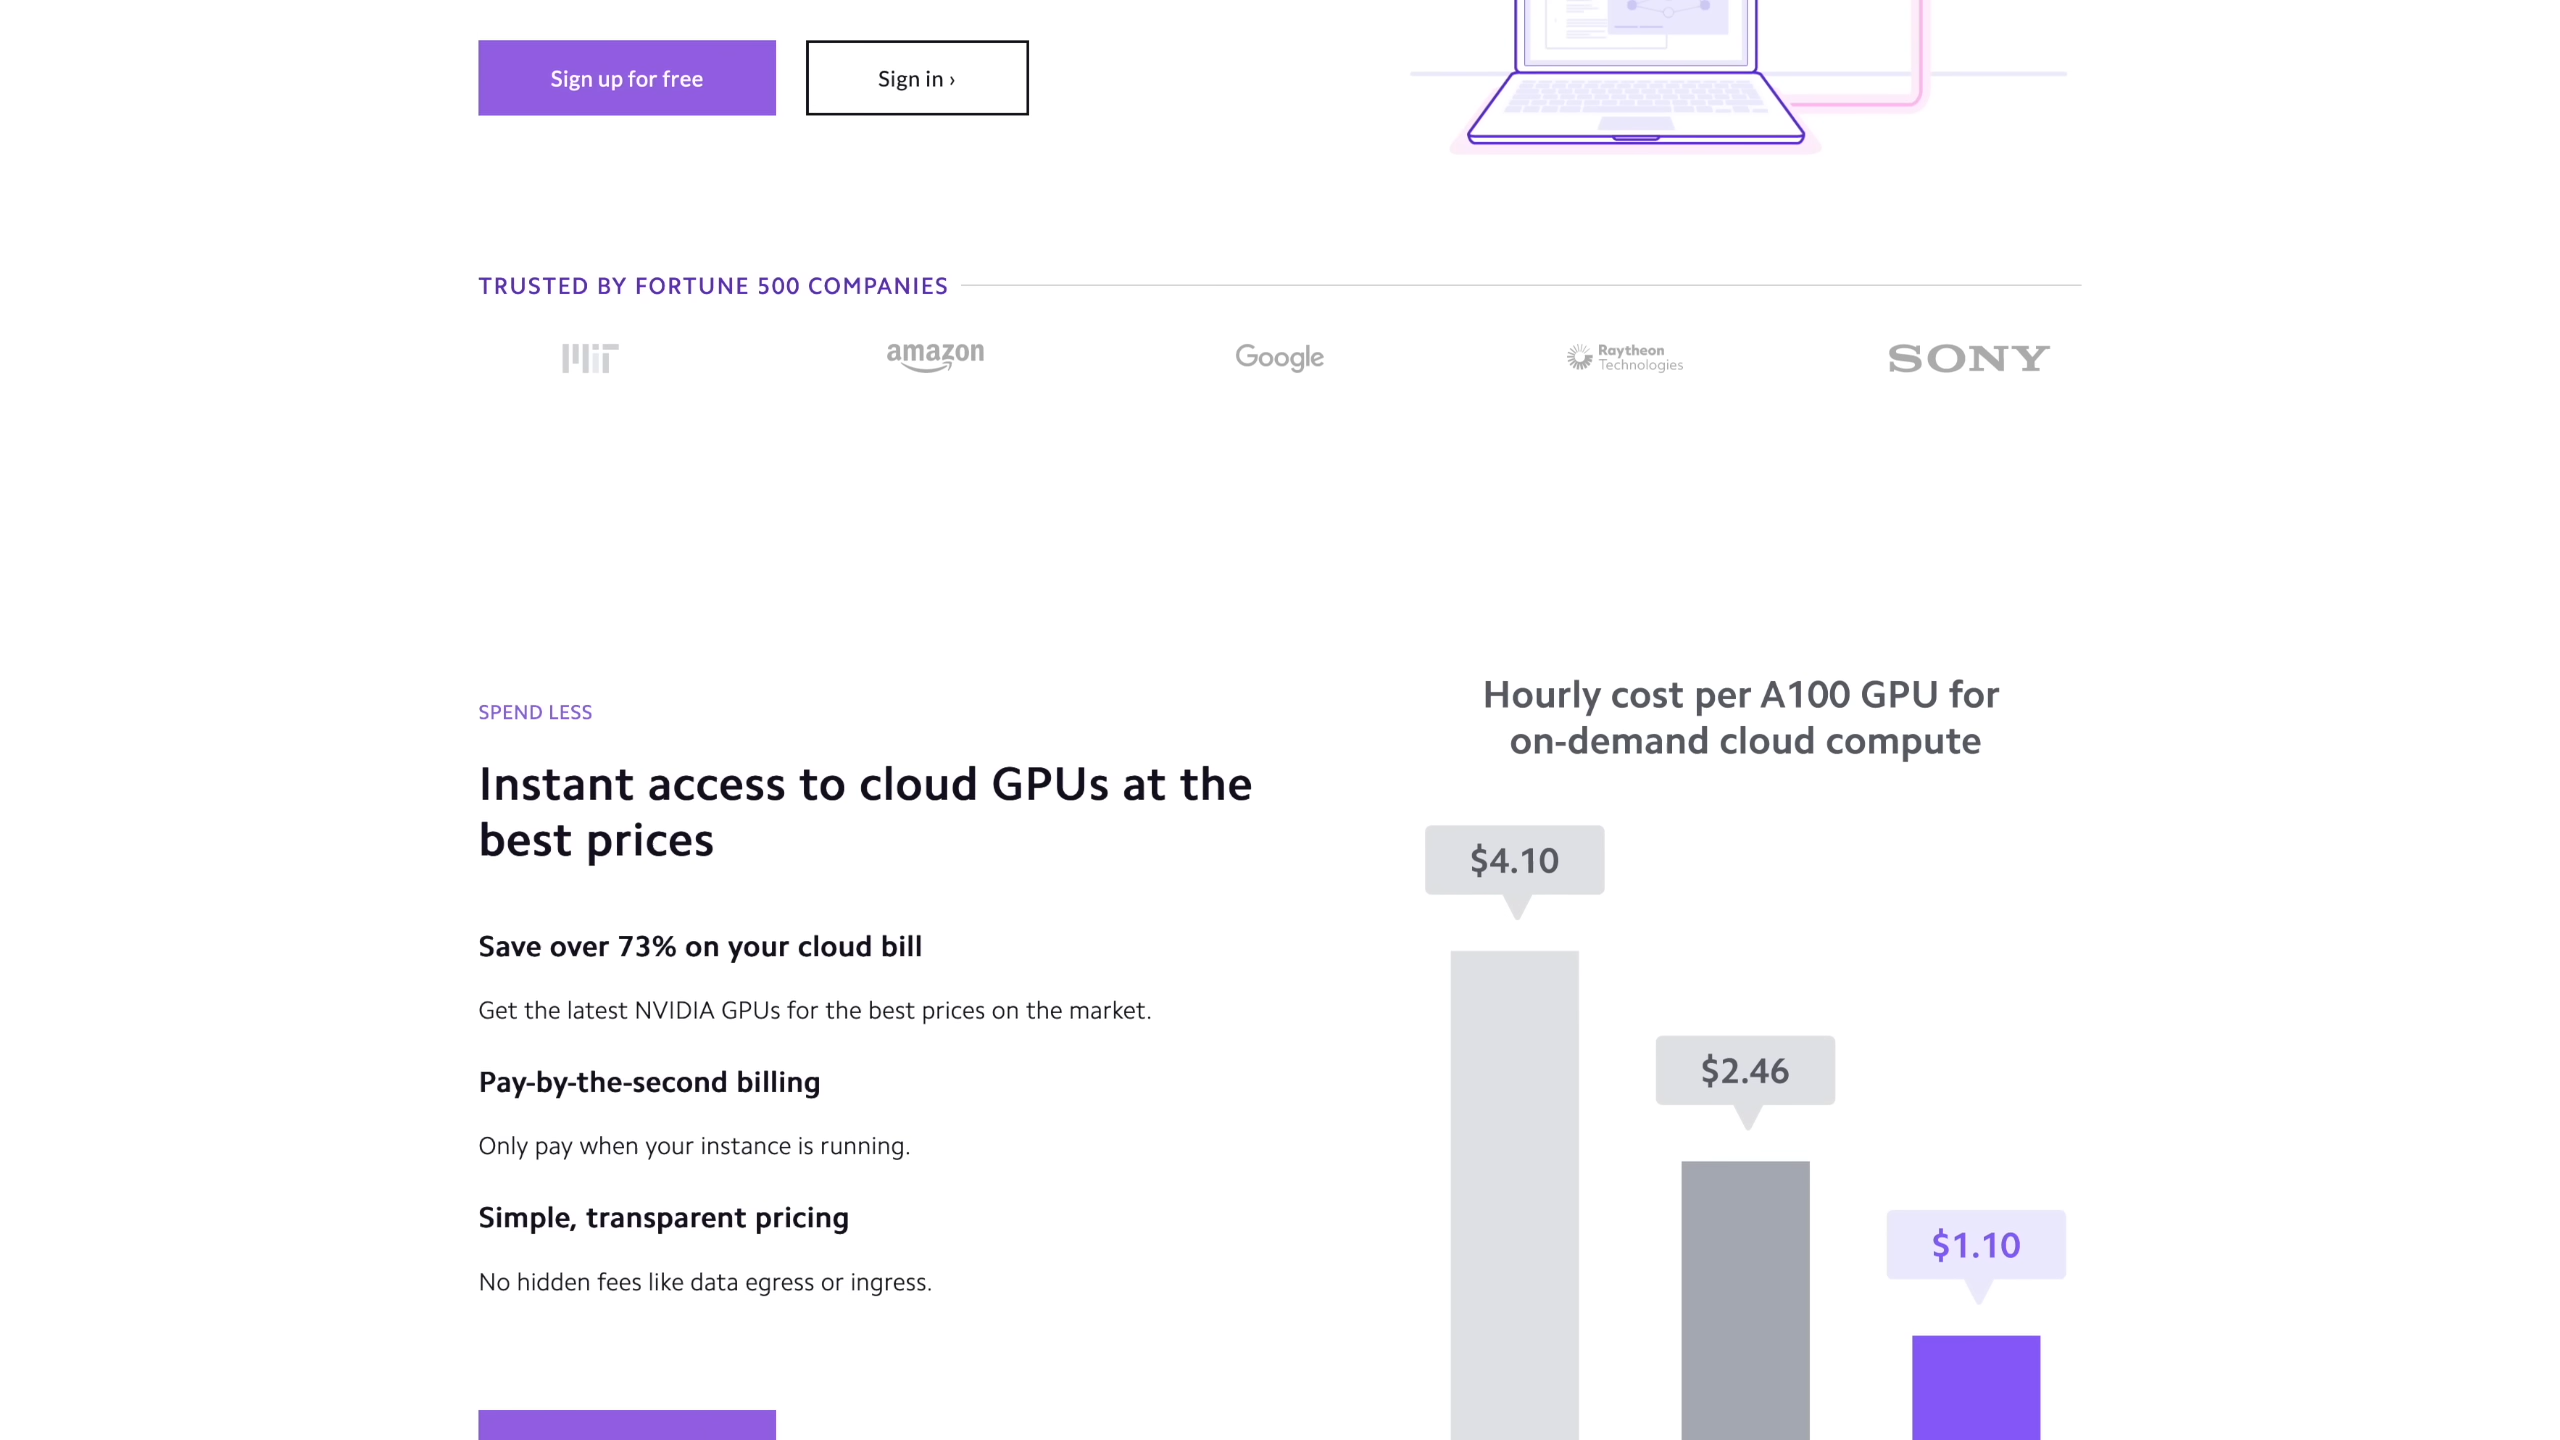 Sign up for free
Sign in ›
TRUSTED BY FORTUNE 500 COMPANIES
MIT
amazon
Google
Raytheon
Technologies
SONY
SPEND LESS
Instant access to cloud GPUs at the
best prices
Save over 73% on your cloud bill
Get the latest NVIDIA GPUs for the best prices on the market.
Pay-by-the-second billing
Only pay when your instance is running.
Simple, transparent pricing
No hidden fees like data egress or ingress.
Hourly cost per A100 GPU for
on-demand cloud compute
$4.10
$2.46
$1.10